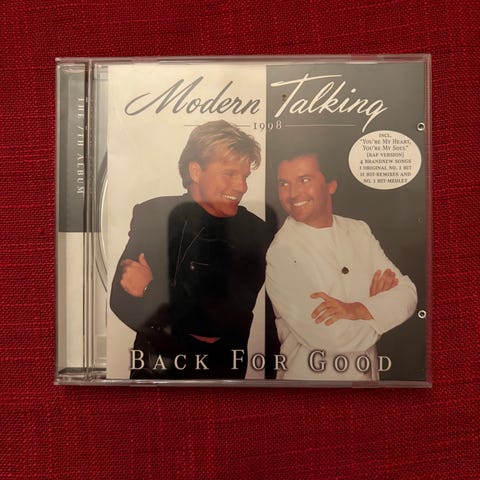 Modern Talking
1998
INCL.
"YOU'RE MY HEART,
YOU'RE MY SOUL"
(RAP VERSION)
4 BRANDNEW SONGS
1 ORIGINAL NO. 1 HIT
11 HIT-REMIXES AND
NO. 1 HIT-MEDLEY
THE 7TH ALBUM
BACK FOR GOOD